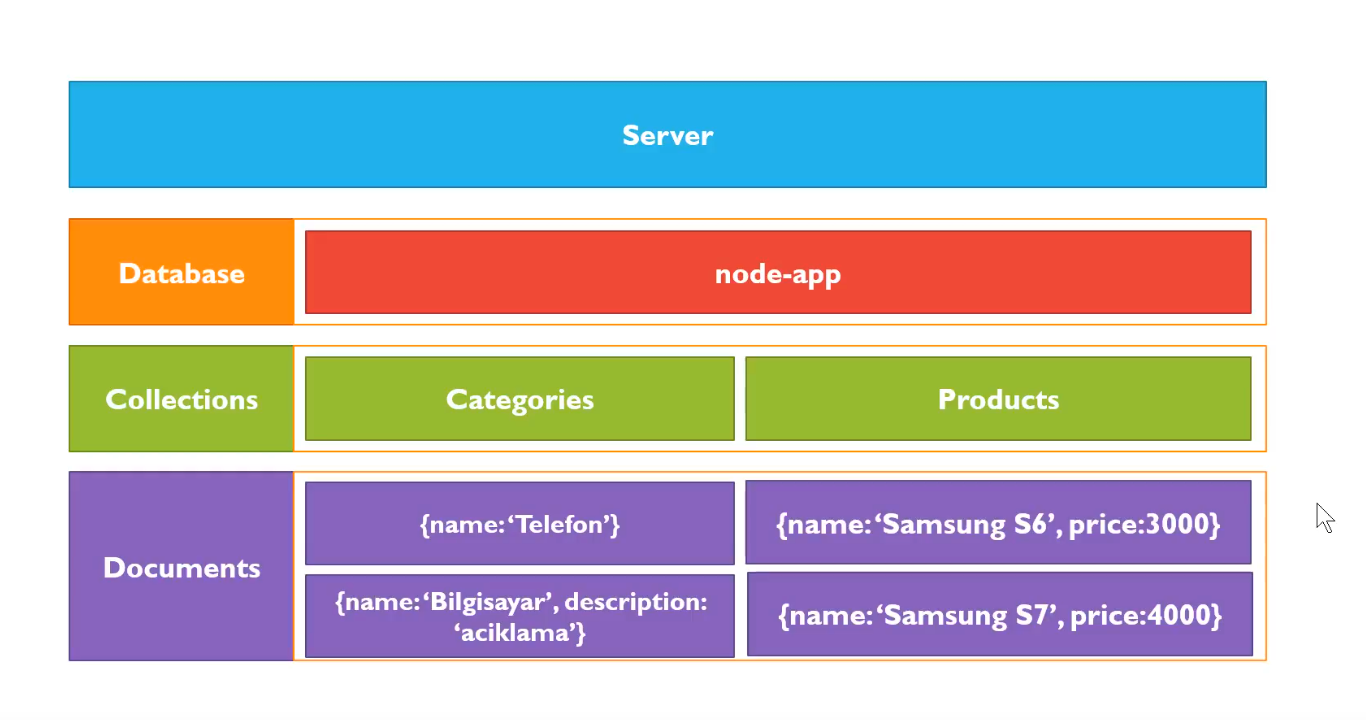 Server
Database
node-app
Collections
Categories
Products
Documents
{name:‘Telefon’}
{name:‘Samsung S6’, price:3000}
{name:‘Bilgisayar’, description:
‘aciklama’}
{name:‘Samsung S7’, price:4000}